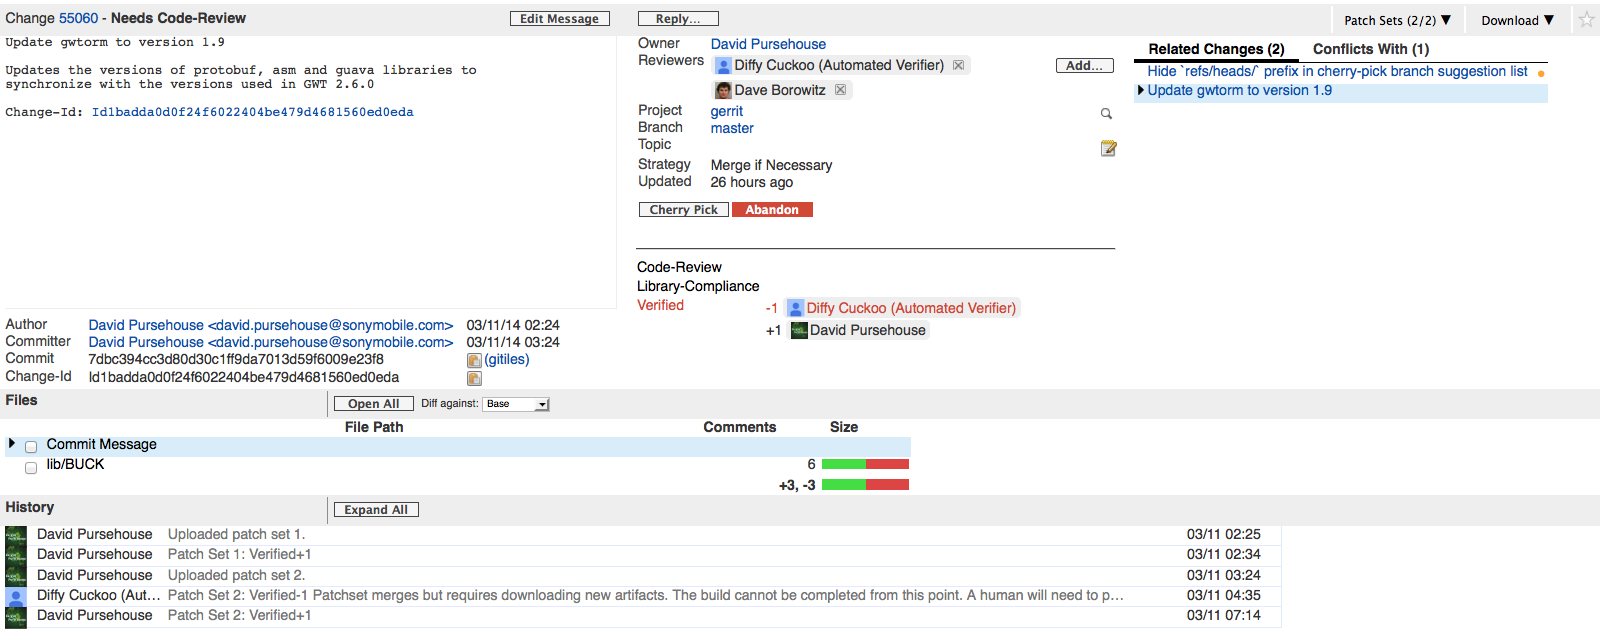 Change 55060 - Needs Code-Review
Edit Message
Reply...
Patch Sets (2/2) ▼
Download ▼
Update gwtorm to version 1.9
Updates the versions of protobuf, asm and guava libraries to
synchronize with the versions used in GWT 2.6.0
Change-Id: Id1badda0d0f24f6022404be479d4681560ed0eda
Owner David Pursehouse
Reviewers Diffy Cuckoo (Automated Verifier)
Add...
Dave Borowitz
Project gerrit
Branch master
Topic
Strategy Merge if Necessary
Updated 26 hours ago
Cherry Pick
Abandon
Related Changes (2)
Conflicts With (1)
Hide `refs/heads/` prefix in cherry-pick branch suggestion list
Update gwtorm to version 1.9
Code-Review
Library-Compliance
Verified -1 Diffy Cuckoo (Automated Verifier)
+1 David Pursehouse
Author David Pursehouse <david.pursehouse@sonymobile.com> 03/11/14 02:24
Committer David Pursehouse <david.pursehouse@sonymobile.com> 03/11/14 03:24
Commit 7dbc394cc3d80d30c1ff9da7013d59f6009e23f8 (gitiles)
Change-Id Id1badda0d0f24f6022404be479d4681560ed0eda
Files
Open All
Diff against: Base
File Path Comments Size
Commit Message
lib/BUCK 6
+3, -3
History
Expand All
David Pursehouse Uploaded patch set 1. 03/11 02:25
David Pursehouse Patch Set 1: Verified+1 03/11 02:34
David Pursehouse Uploaded patch set 2. 03/11 03:24
Diffy Cuckoo (Aut... Patch Set 2: Verified-1 Patchset merges but requires downloading new artifacts. The build cannot be completed from this point. A human will need to p... 03/11 04:35
David Pursehouse Patch Set 2: Verified+1 03/11 07:14